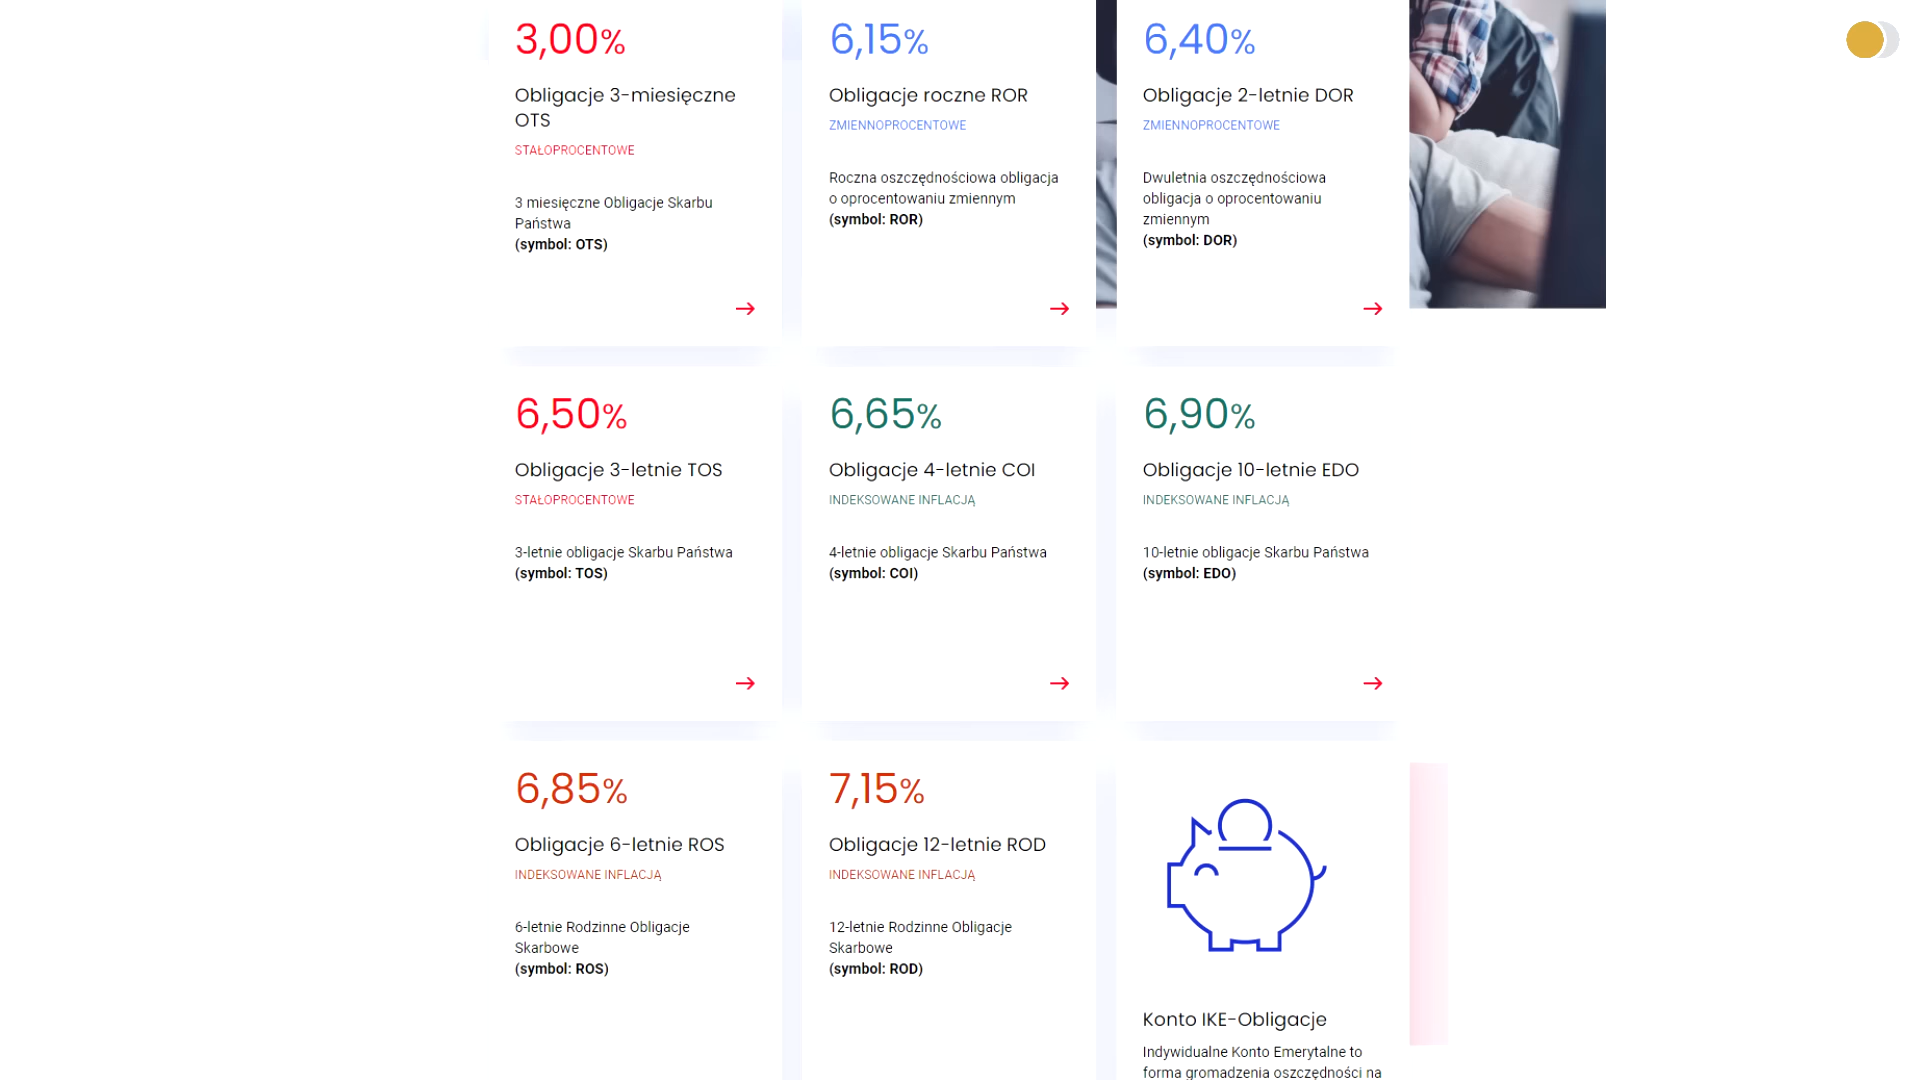 3,00%
Obligacje 3-miesięczne
OTS
STAŁOPROCENTOWE
3 miesięczne Obligacje Skarbu
Państwa
(symbol: OTS)
6,15%
Obligacje roczne ROR
ZMIENNOPROCENTOWE
Roczna oszczędnościowa obligacja
o oprocentowaniu zmiennym
(symbol: ROR)
6,40%
Obligacje 2-letnie DOR
ZMIENNOPROCENTOWE
Dwuletnia oszczędnościowa
obligacja o oprocentowaniu
zmiennym
(symbol: DOR)
6,50%
Obligacje 3-letnie TOS
STAŁOPROCENTOWE
3-letnie obligacje Skarbu Państwa
(symbol: TOS)
6,65%
Obligacje 4-letnie COI
INDEKSOWANE INFLACJĄ
4-letnie obligacje Skarbu Państwa
(symbol: COI)
6,90%
Obligacje 10-letnie EDO
INDEKSOWANE INFLACJĄ
10-letnie obligacje Skarbu Państwa
(symbol: EDO)
6,85%
Obligacje 6-letnie ROS
INDEKSOWANE INFLACJĄ
6-letnie Rodzinne Obligacje
Skarbowe
(symbol: ROS)
7,15%
Obligacje 12-letnie ROD
INDEKSOWANE INFLACJĄ
12-letnie Rodzinne Obligacje
Skarbowe
(symbol: ROD)
Konto IKE-Obligacje
Indywidualne Konto Emerytalne to
forma gromadzenia oszczędności na